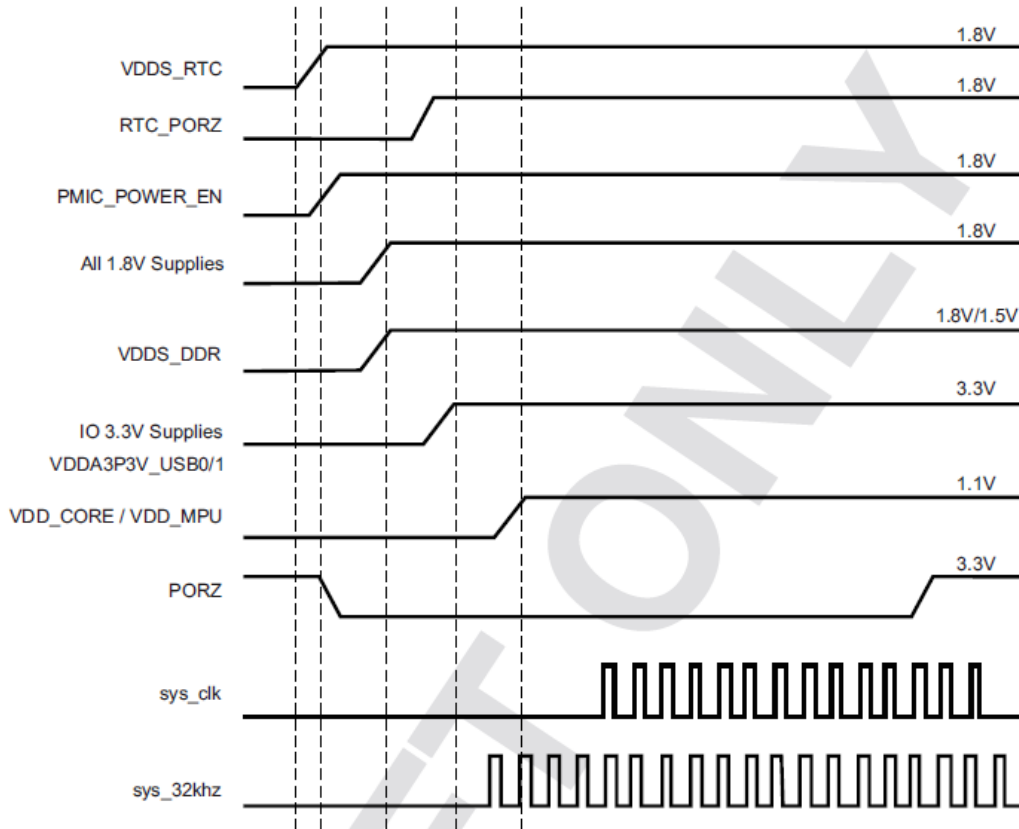 VDDS_RTC
1.8V
RTC_PORZ
1.8V
PMIC_POWER_EN
1.8V
All 1.8V Supplies
1.8V
VDDS_DDR
1.8V/1.5V
IO 3.3V Supplies
VDDA3P3V_USB0/1
3.3V
VDD_CORE / VDD_MPU
1.1V
PORZ
3.3V
sys_clk
sys_32khz
ONLY